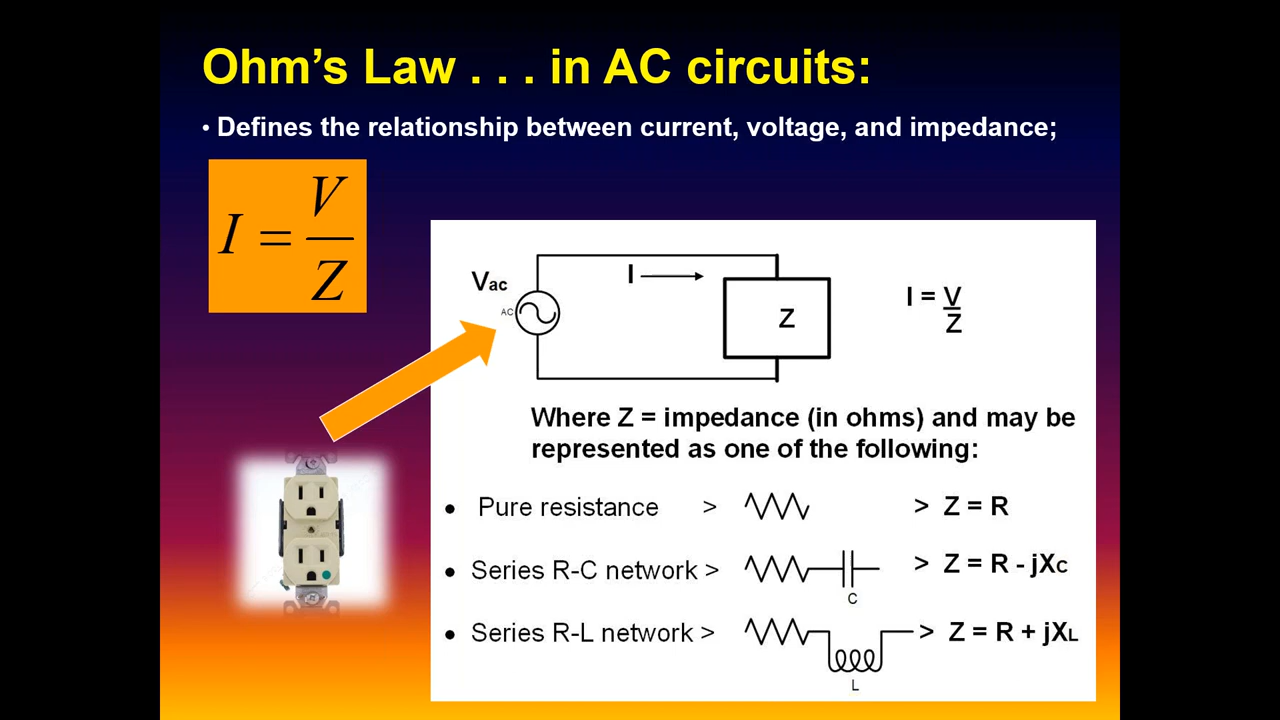 Ohm’s Law . . . in AC circuits:
• Defines the relationship between current, voltage, and impedance;
I = V
Z
Vac
AC
I
Z
I = V
Z
Where Z = impedance (in ohms) and may be
represented as one of the following:
• Pure resistance > > Z = R
• Series R-C network > > Z = R - jXC
C
• Series R-L network > > Z = R + jXL
L